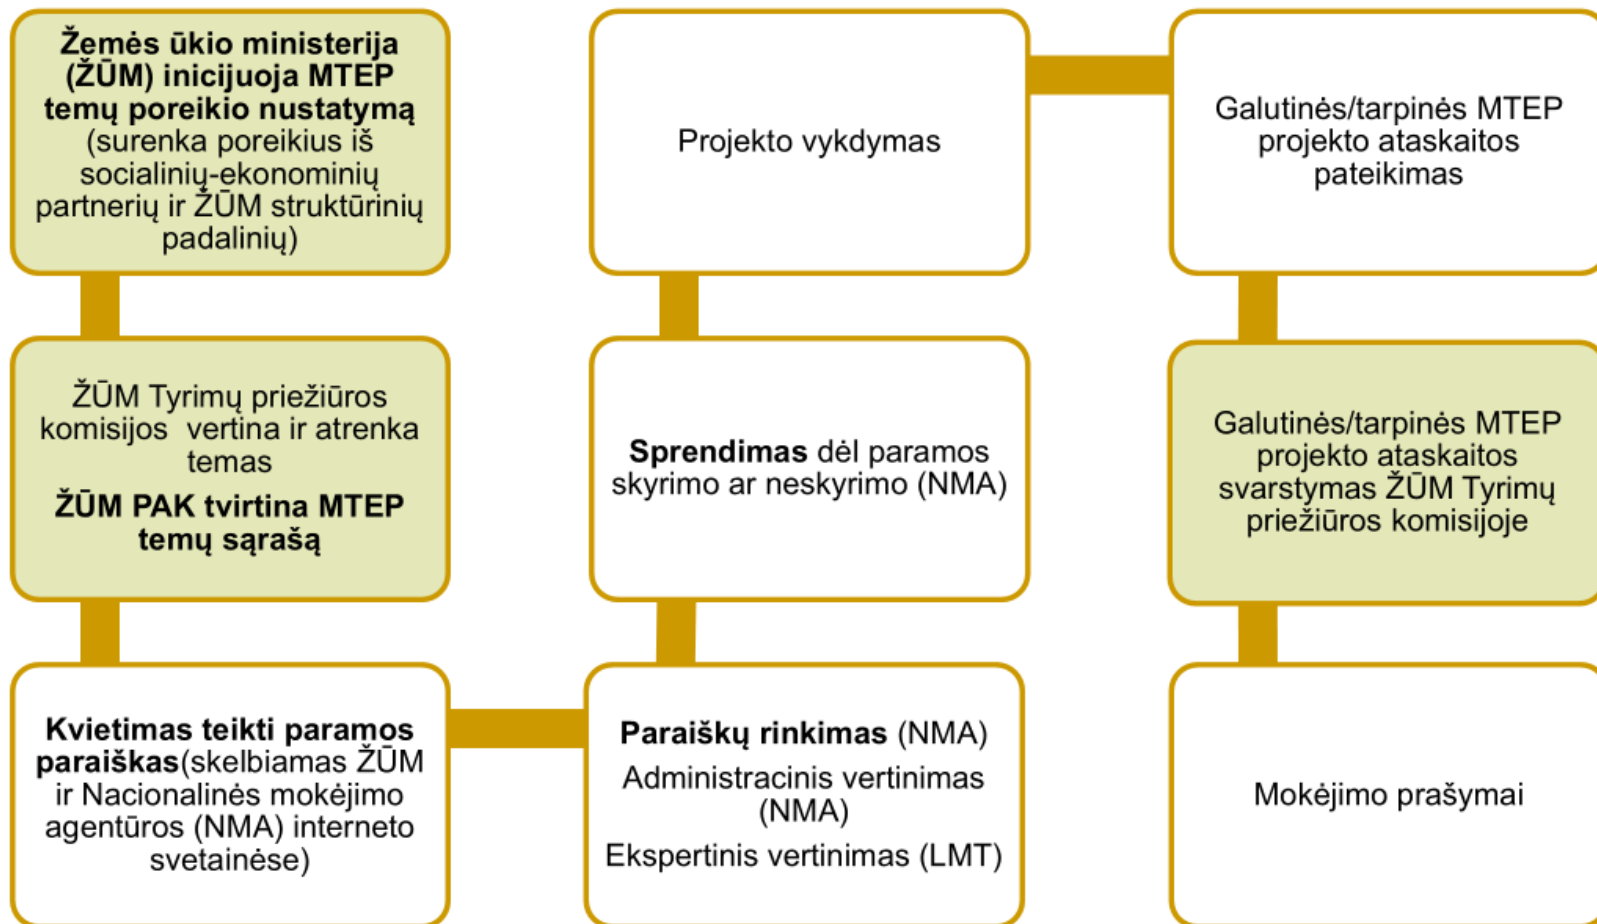 Žemės ūkio ministerija
(ŽŪM) inicijuoja MTEP
temų poreikio nustatymą
(surenka poreikius iš
socialinių-ekonominių
partnerių ir ŽŪM struktūrinių
padalinių)
ŽŪM Tyrimų priežiūros
komisijos vertina ir atrenka
temas
ŽŪM PAK tvirtina MTEP
temų sąrašą
Kvietimas teikti paramos
paraiškas(skelbiamas ŽŪM
ir Nacionalinės mokėjimo
agentūros (NMA) interneto
svetainėse)
Paraiškų rinkimas (NMA)
Administracinis vertinimas
(NMA)
Ekspertinis vertinimas (LMT)
Sprendimas dėl paramos
skyrimo ar neskyrimo (NMA)
Projekto vykdymas
Galutinės/tarpinės MTEP
projekto ataskaitos
pateikimas
Galutinės/tarpinės MTEP
projekto ataskaitos
svarstymas ŽŪM Tyrimų
priežiūros komisijoje
Mokėjimo prašymai